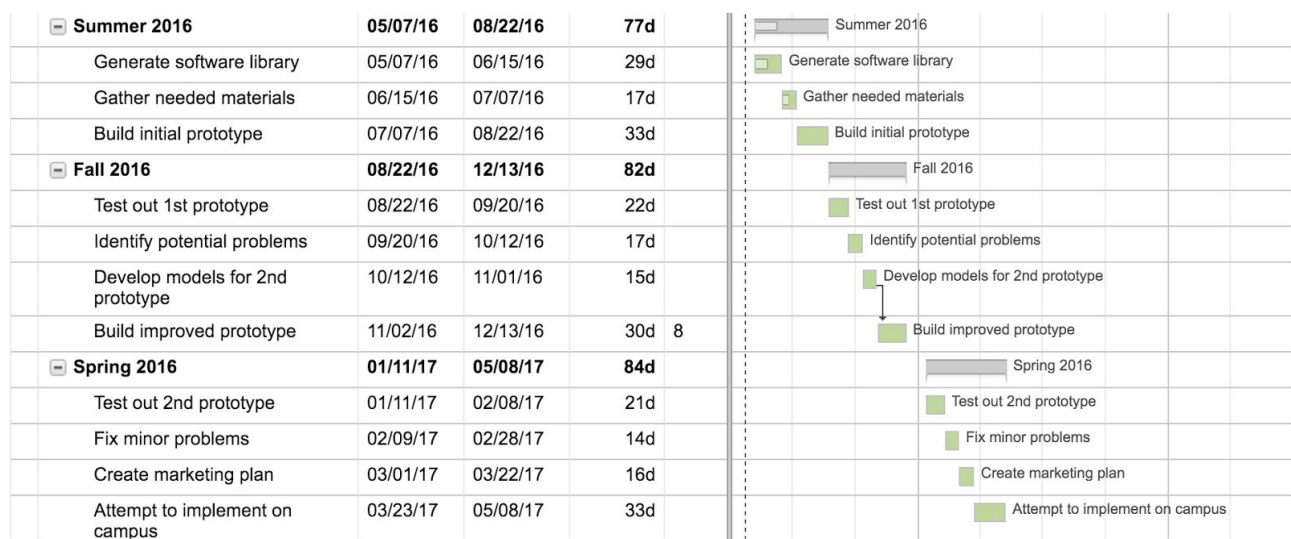 Summer 2016 05/07/16 08/22/16 77d Summer 2016
Generate software library 05/07/16 06/15/16 29d Generate software library
Gather needed materials 06/15/16 07/07/16 17d Gather needed materials
Build initial prototype 07/07/16 08/22/16 33d Build initial prototype
Fall 2016 08/22/16 12/13/16 82d Fall 2016
Test out 1st prototype 08/22/16 09/20/16 22d Test out 1st prototype
Identify potential problems 09/20/16 10/12/16 17d Identify potential problems
Develop models for 2nd 10/12/16 11/01/16 15d Develop models for 2nd prototype
prototype
Build improved prototype 11/02/16 12/13/16 30d 8 Build improved prototype
Spring 2016 01/11/17 05/08/17 84d Spring 2016
Test out 2nd prototype 01/11/17 02/08/17 21d Test out 2nd prototype
Fix minor problems 02/09/17 02/28/17 14d Fix minor problems
Create marketing plan 03/01/17 03/22/17 16d Create marketing plan
Attempt to implement on 03/23/17 05/08/17 33d Attempt to implement on campus
campus